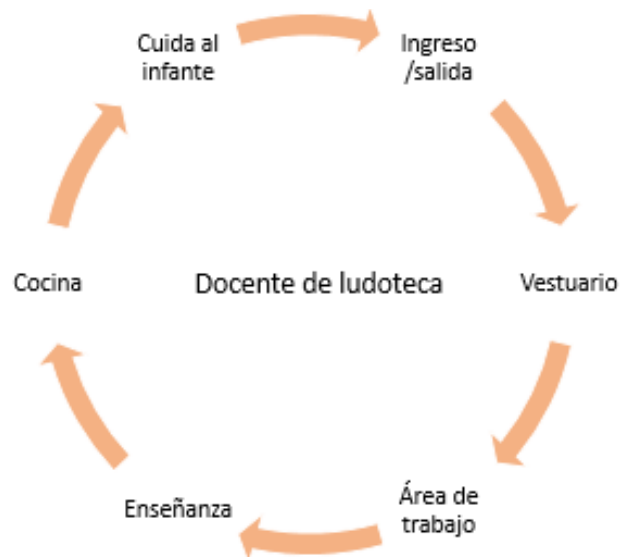 Cuida al
infante
Ingreso
/salida
Cocina
Docente de ludoteca
Vestuario
Enseñanza
Área de
trabajo